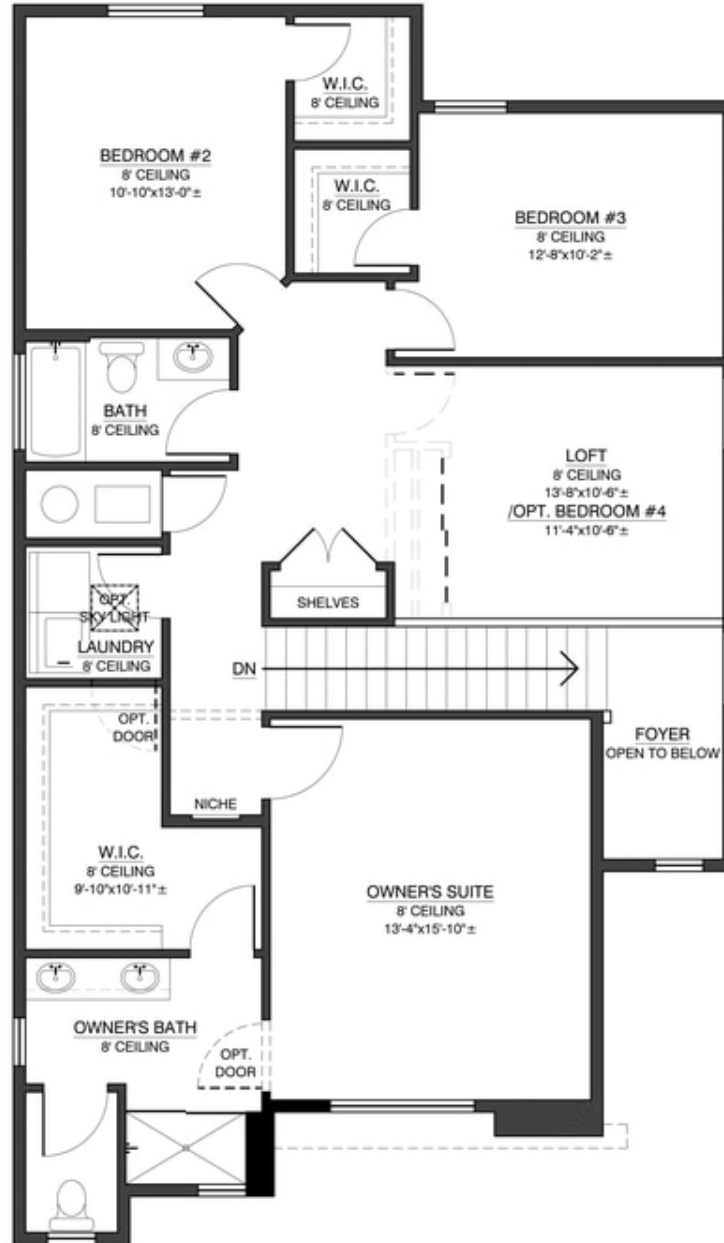 W.I.C.
8' CEILING
BEDROOM #2
8' CEILING
10'-10"x13'-0"±
W.I.C.
8' CEILING
BEDROOM #3
8' CEILING
12'-8"x10'-2"±
BATH
8' CEILING
LOFT
8' CEILING
13'-8"x10'-6"±
/OPT. BEDROOM #4
11'-4"x10'-6"±
OPT.
SKY LIGHT
SHELVES
LAUNDRY
8' CEILING
DN
OPT.
DOOR
FOYER
OPEN TO BELOW
NICHE
W.I.C.
8' CEILING
9'-10"x10'-11"±
OWNER'S SUITE
8' CEILING
13'-4"x15'-10"±
OWNER'S BATH
8' CEILING
OPT.
DOOR